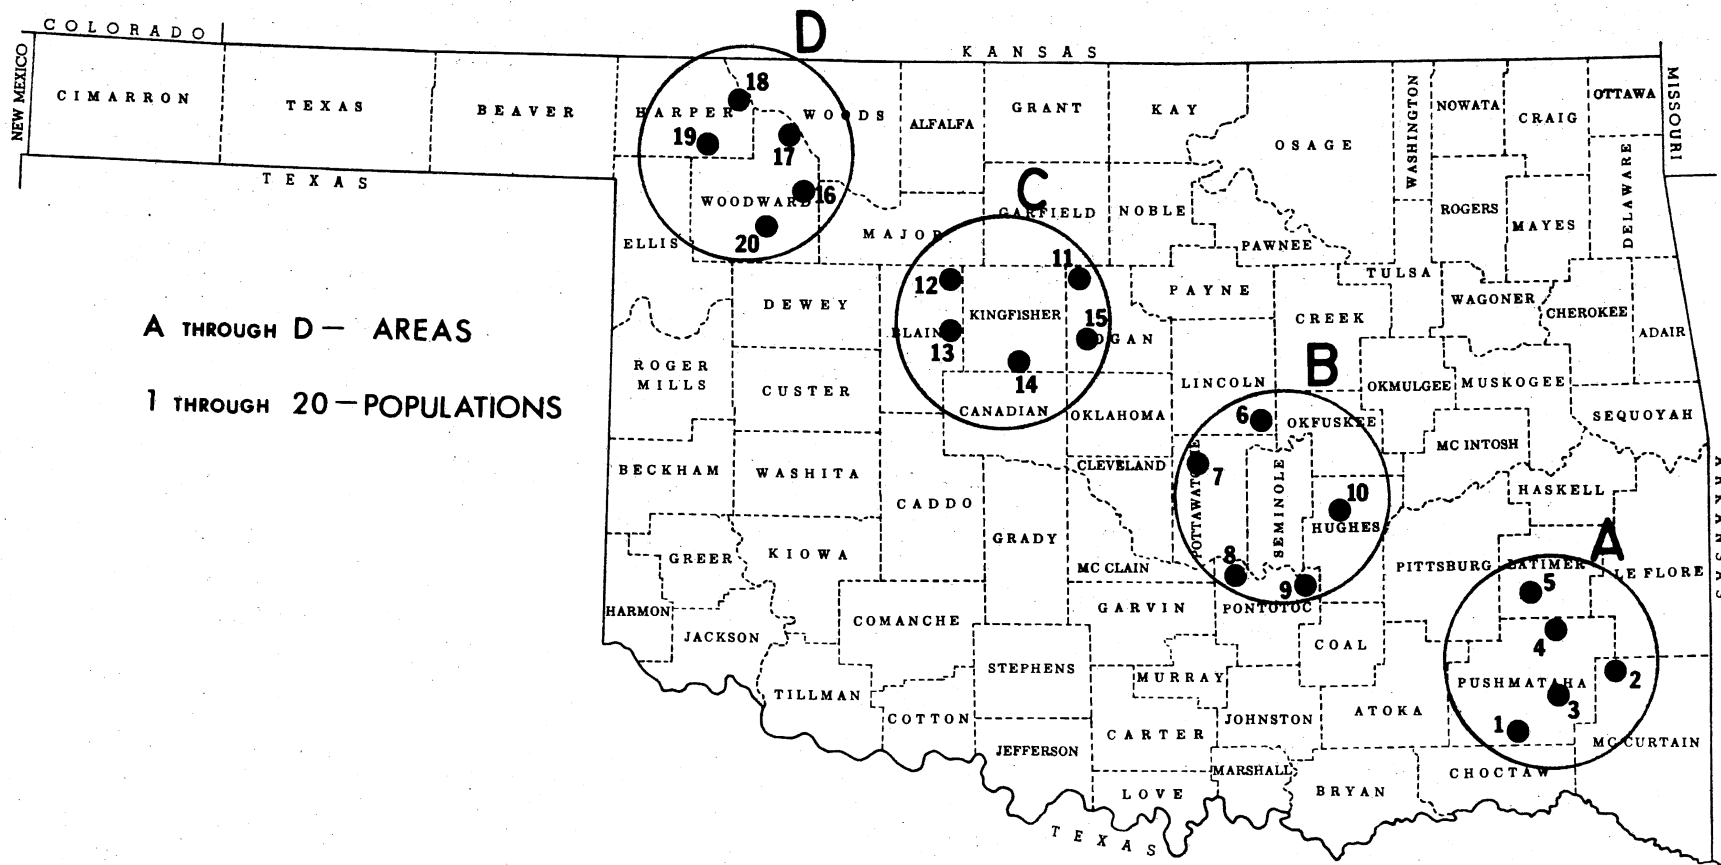 COLORADO
D
KANSAS
NEW MEXICO
MISSOURI
CIMARRON
TEXAS
BEAVER
HARPER
18
WOODS
ALFALFA
GRANT
KAY
OSAGE
WASHINGTON
NOWATA
CRAIG
OTTAWA
19
17
DELAWARE
TEXAS
WOODWARD
16
C
GARFIELD
NOBLE
ROGERS
MAYES
ELLIS
20
MAJOR
PAWNEE
12
11
TULSA
A THROUGH D — AREAS
DEWEY
KINGFISHER
PAYNE
WAGONER
CHEROKEE
BLAINE
13
15
LOGAN
CREEK
ADAIR
ROGER
MILLS
14
B
1 THROUGH 20 — POPULATIONS
CUSTER
CANADIAN
OKLAHOMA
LINCOLN
OKMULGEE
MUSKOGEE
SEQUOYAH
6
OKFUSKEE
MC INTOSH
BECKHAM
WASHITA
CLEVELAND
7
POTTAWATOMIE
SEMINOLE
10
HUGHES
HASKELL
ARKANSAS
CADDO
GRADY
A
GREER
KIOWA
MC CLAIN
8
9
PITTSBURG
LATIMER
5
LE FLORE
HARMON
JACKSON
COMANCHE
GARVIN
PONTOTOC
COAL
4
STEPHENS
MURRAY
PUSHMATAHA
2
3
1
TILLMAN
COTTON
JEFFERSON
CARTER
JOHNSTON
ATOKA
MC CURTAIN
MARSHALL
LOVE
BRYAN
CHOCTAW
TEXAS